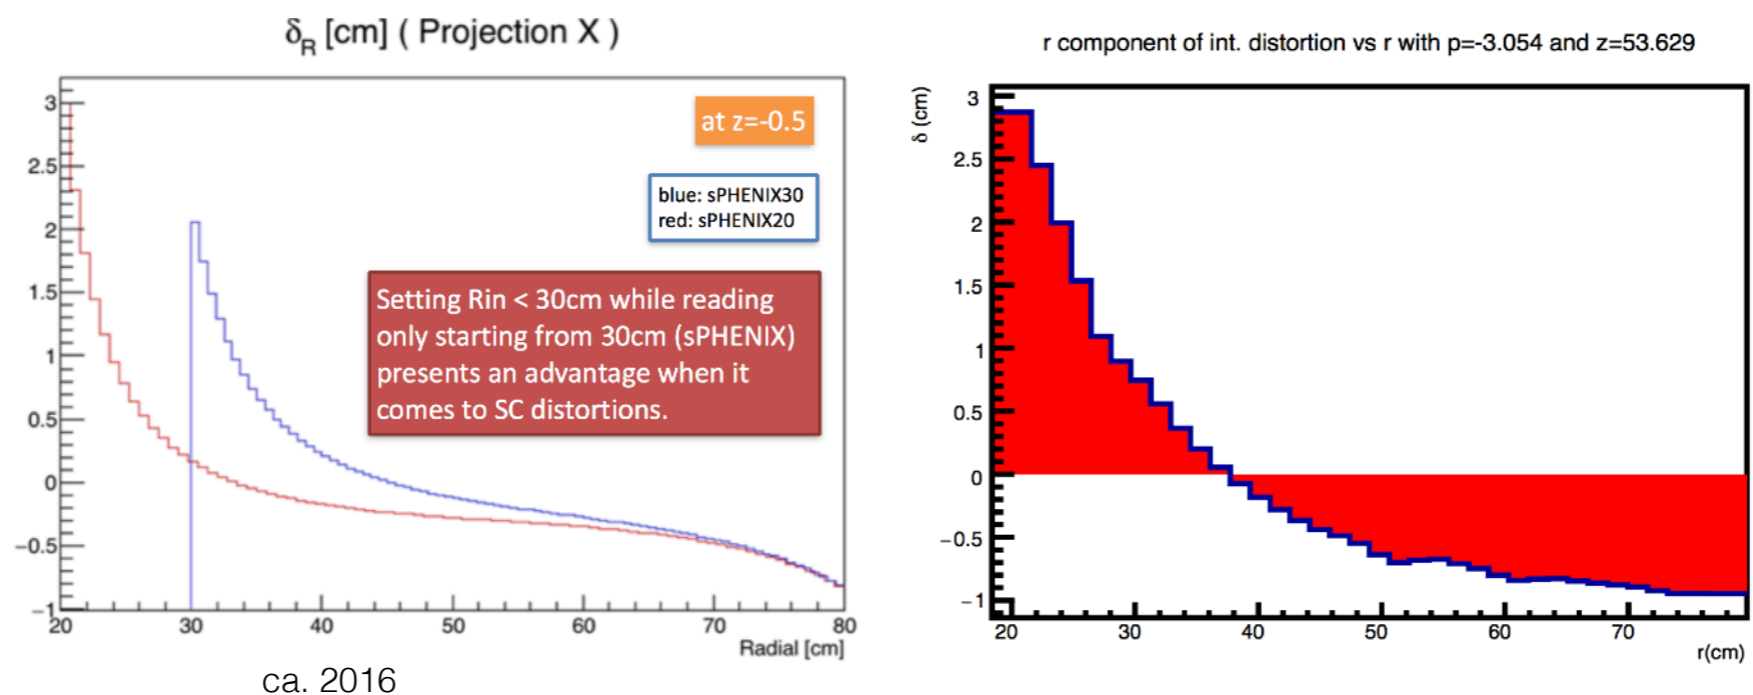 δR [cm] ( Projection X )
3
2.5
2
1.5
1
0.5
0
−0.5
−1
20 30 40 50 60 70 80
Radial [cm]
at z=-0.5
blue: sPHENIX30
red: sPHENIX20
Setting Rin < 30cm while reading
only starting from 30cm (sPHENIX)
presents an advantage when it
comes to SC distortions.
ca. 2016
r component of int. distortion vs r with p=-3.054 and z=53.629
δ (cm)
3
2.5
2
1.5
1
0.5
0
−0.5
−1
20 30 40 50 60 70
r(cm)